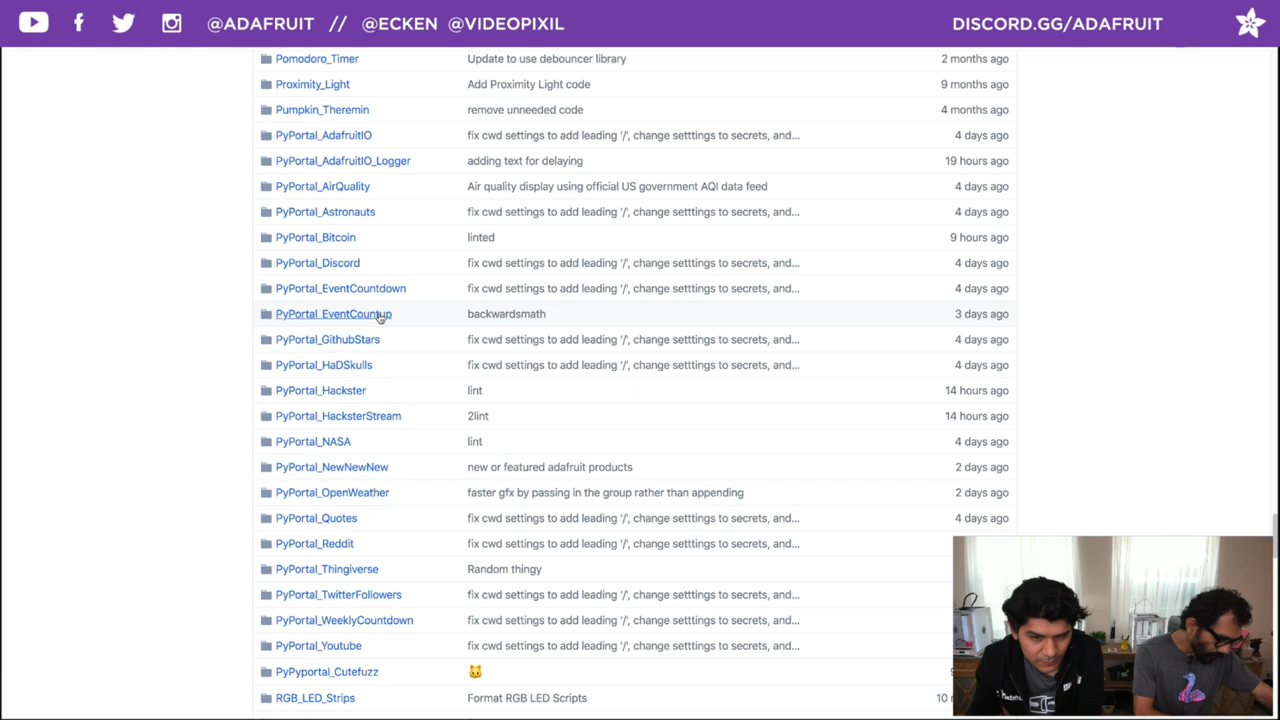 @ADAFRUIT // @ECKEN @VIDEOPIXIL DISCORD.GG/ADAFRUIT
Pomodoro_Timer Update to use debouncer library 2 months ago
Proximity_Light Add Proximity Light code 9 months ago
Pumpkin_Theremin remove unneeded code 4 months ago
PyPortal_AdafruitIO fix cwd settings to add leading '/', change setttings to secrets, and... 4 days ago
PyPortal_AdafruitIO_Logger adding text for delaying 19 hours ago
PyPortal_AirQuality Air quality display using official US government AQI data feed 4 days ago
PyPortal_Astronauts fix cwd settings to add leading '/', change setttings to secrets, and... 4 days ago
PyPortal_Bitcoin linted 9 hours ago
PyPortal_Discord fix cwd settings to add leading '/', change setttings to secrets, and... 4 days ago
PyPortal_EventCountdown fix cwd settings to add leading '/', change setttings to secrets, and... 4 days ago
PyPortal_EventCountup backwardsmath 3 days ago
PyPortal_GithubStars fix cwd settings to add leading '/', change setttings to secrets, and... 4 days ago
PyPortal_HaDSkulls fix cwd settings to add leading '/', change setttings to secrets, and... 4 days ago
PyPortal_Hackster lint 14 hours ago
PyPortal_HacksterStream 2lint 14 hours ago
PyPortal_NASA lint 4 days ago
PyPortal_NewNewNew new or featured adafruit products 2 days ago
PyPortal_OpenWeather faster gfx by passing in the group rather than appending 2 days ago
PyPortal_Quotes fix cwd settings to add leading '/', change setttings to secrets, and... 4 days ago
PyPortal_Reddit fix cwd settings to add leading '/', change setttings to secrets, and...
PyPortal_Thingiverse Random thingy
PyPortal_TwitterFollowers fix cwd settings to add leading '/', change setttings to secrets, and...
PyPortal_WeeklyCountdown fix cwd settings to add leading '/', change setttings to secrets, and...
PyPortal_Youtube fix cwd settings to add leading '/', change setttings to secrets, and...
PyPyportal_Cutefuzz 🐱
RGB_LED_Strips Format RGB LED Scripts 10